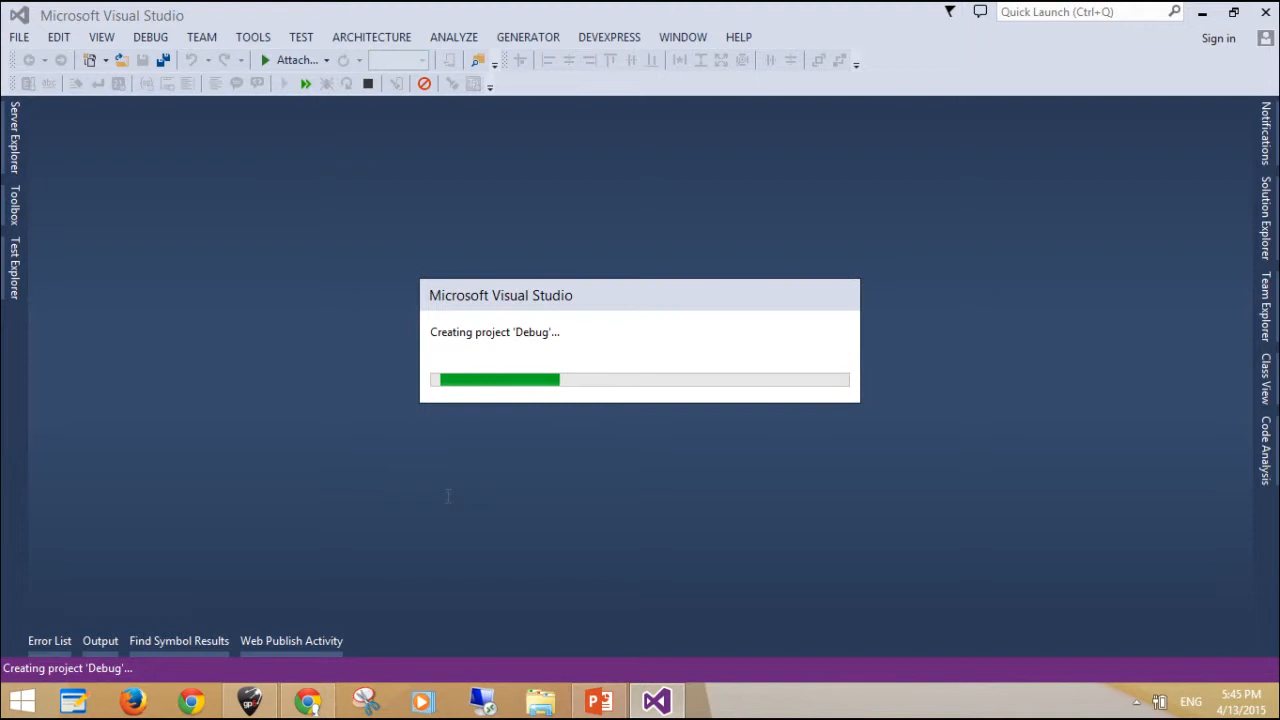 Microsoft Visual Studio
Quick Launch (Ctrl+Q)
FILE EDIT VIEW DEBUG TEAM TOOLS TEST ARCHITECTURE ANALYZE GENERATOR DEVEXPRESS WINDOW HELP
Sign in
Attach...
Server Explorer
Toolbox
Test Explorer
Notifications
Solution Explorer
Team Explorer
Class View
Code Analysis
Microsoft Visual Studio
Creating project 'Debug'...
Error List Output Find Symbol Results Web Publish Activity
Creating project 'Debug'...
ENG
5:45 PM
4/13/2015